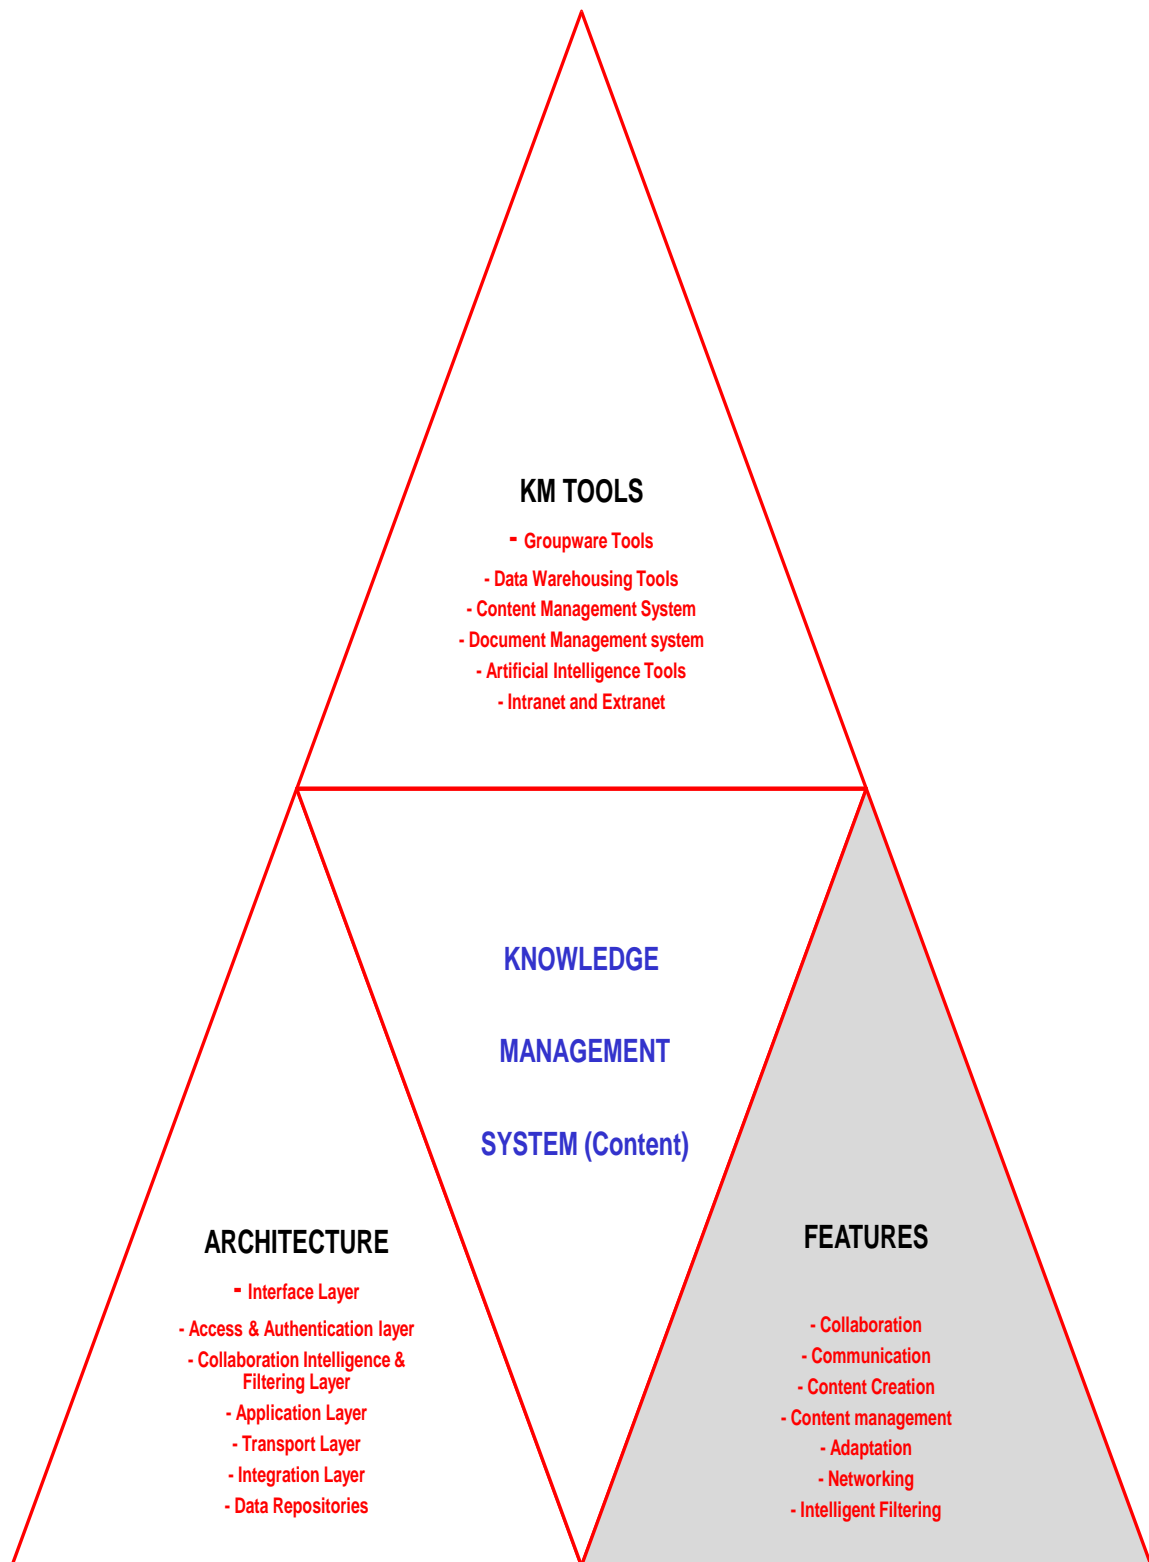 KM TOOLS
- Groupware Tools
- Data Warehousing Tools
- Content Management System
- Document Management system
- Artificial Intelligence Tools
- Intranet and Extranet
KNOWLEDGE
MANAGEMENT
SYSTEM (Content)
ARCHITECTURE
- Interface Layer
- Access & Authentication layer
- Collaboration Intelligence &
Filtering Layer
- Application Layer
- Transport Layer
- Integration Layer
- Data Repositories
FEATURES
- Collaboration
- Communication
- Content Creation
- Content management
- Adaptation
- Networking
- Intelligent Filtering